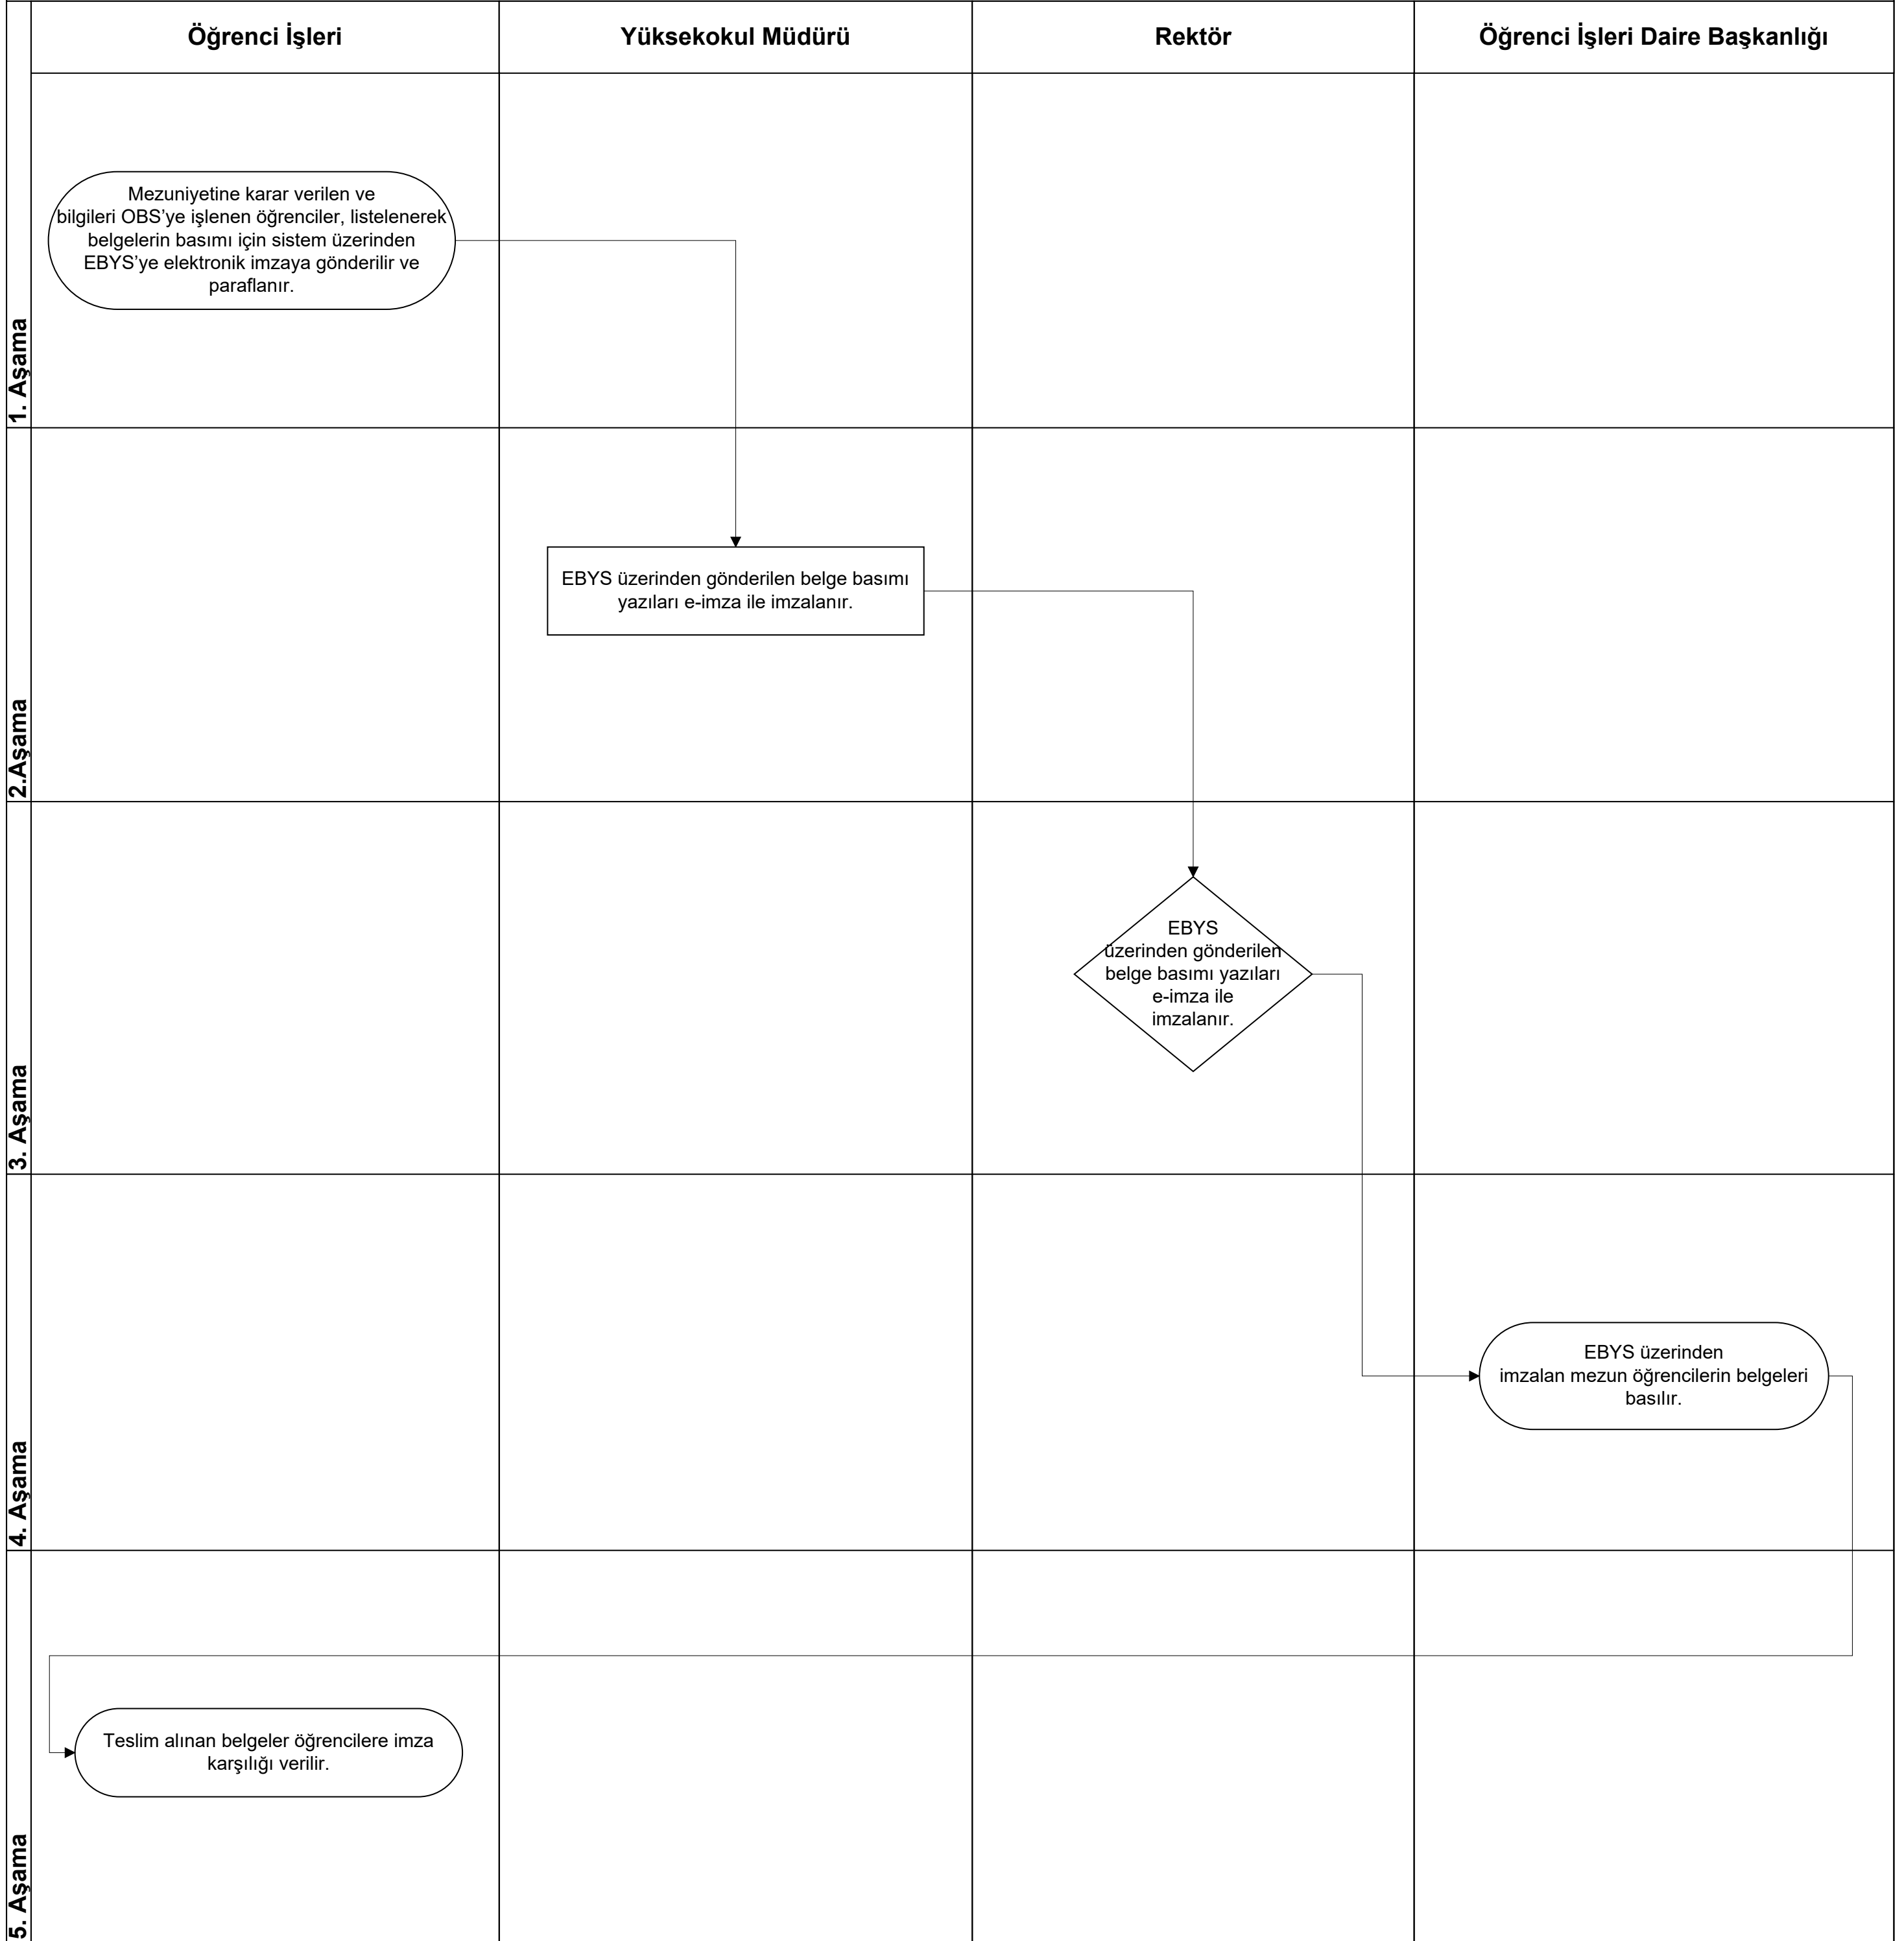 Öğrenci İşleri
Yüksekokul Müdürü
Rektör
Öğrenci İşleri Daire Başkanlığı
1. Aşama
Mezuniyetine karar verilen ve
bilgileri OBS’ye işlenen öğrenciler, listelenerek
belgelerin basımı için sistem üzerinden
EBYS’ye elektronik imzaya gönderilir ve
paraflanır.
2.Aşama
EBYS üzerinden gönderilen belge basımı
yazıları e-imza ile imzalanır.
3. Aşama
EBYS
üzerinden gönderilen
belge basımı yazıları
e-imza ile
imzalanır.
4. Aşama
EBYS üzerinden
imzalan mezun öğrencilerin belgeleri
basılır.
5. Aşama
Teslim alınan belgeler öğrencilere imza
karşılığı verilir.